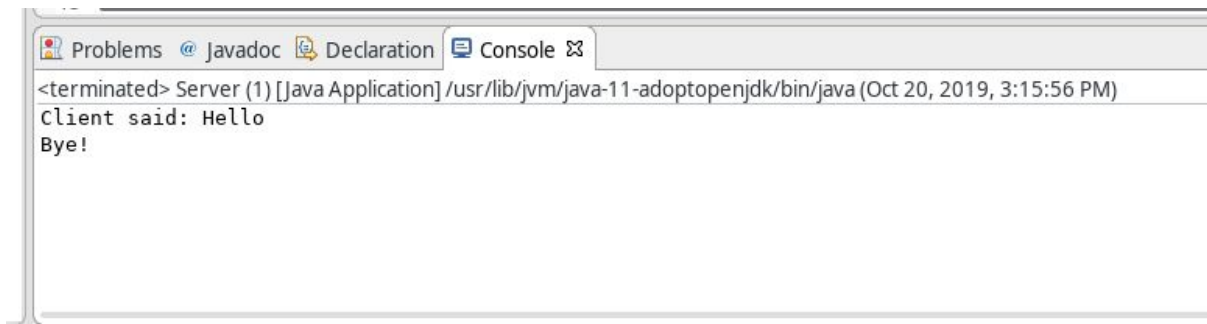 Problems @ Javadoc Declaration Console
<terminated> Server (1) [Java Application] /usr/lib/jvm/java-11-adoptopenjdk/bin/java (Oct 20, 2019, 3:15:56 PM)
Client said: Hello
Bye!